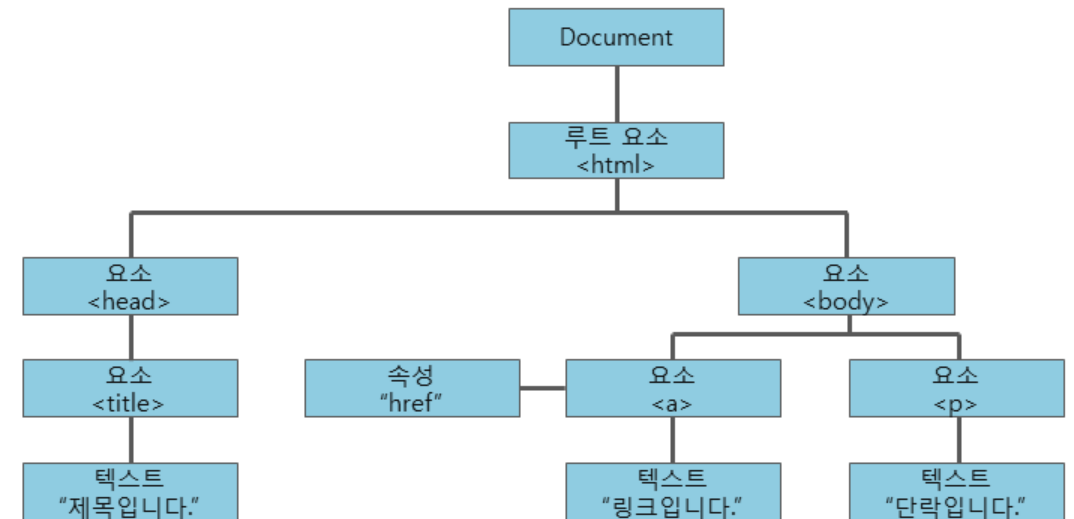 Document
루트 요소
<html>
요소
<head>
요소
<body>
요소
<title>
속성
"href"
요소
<a>
요소
<p>
텍스트
"제목입니다."
텍스트
"링크입니다."
텍스트
"단락입니다."